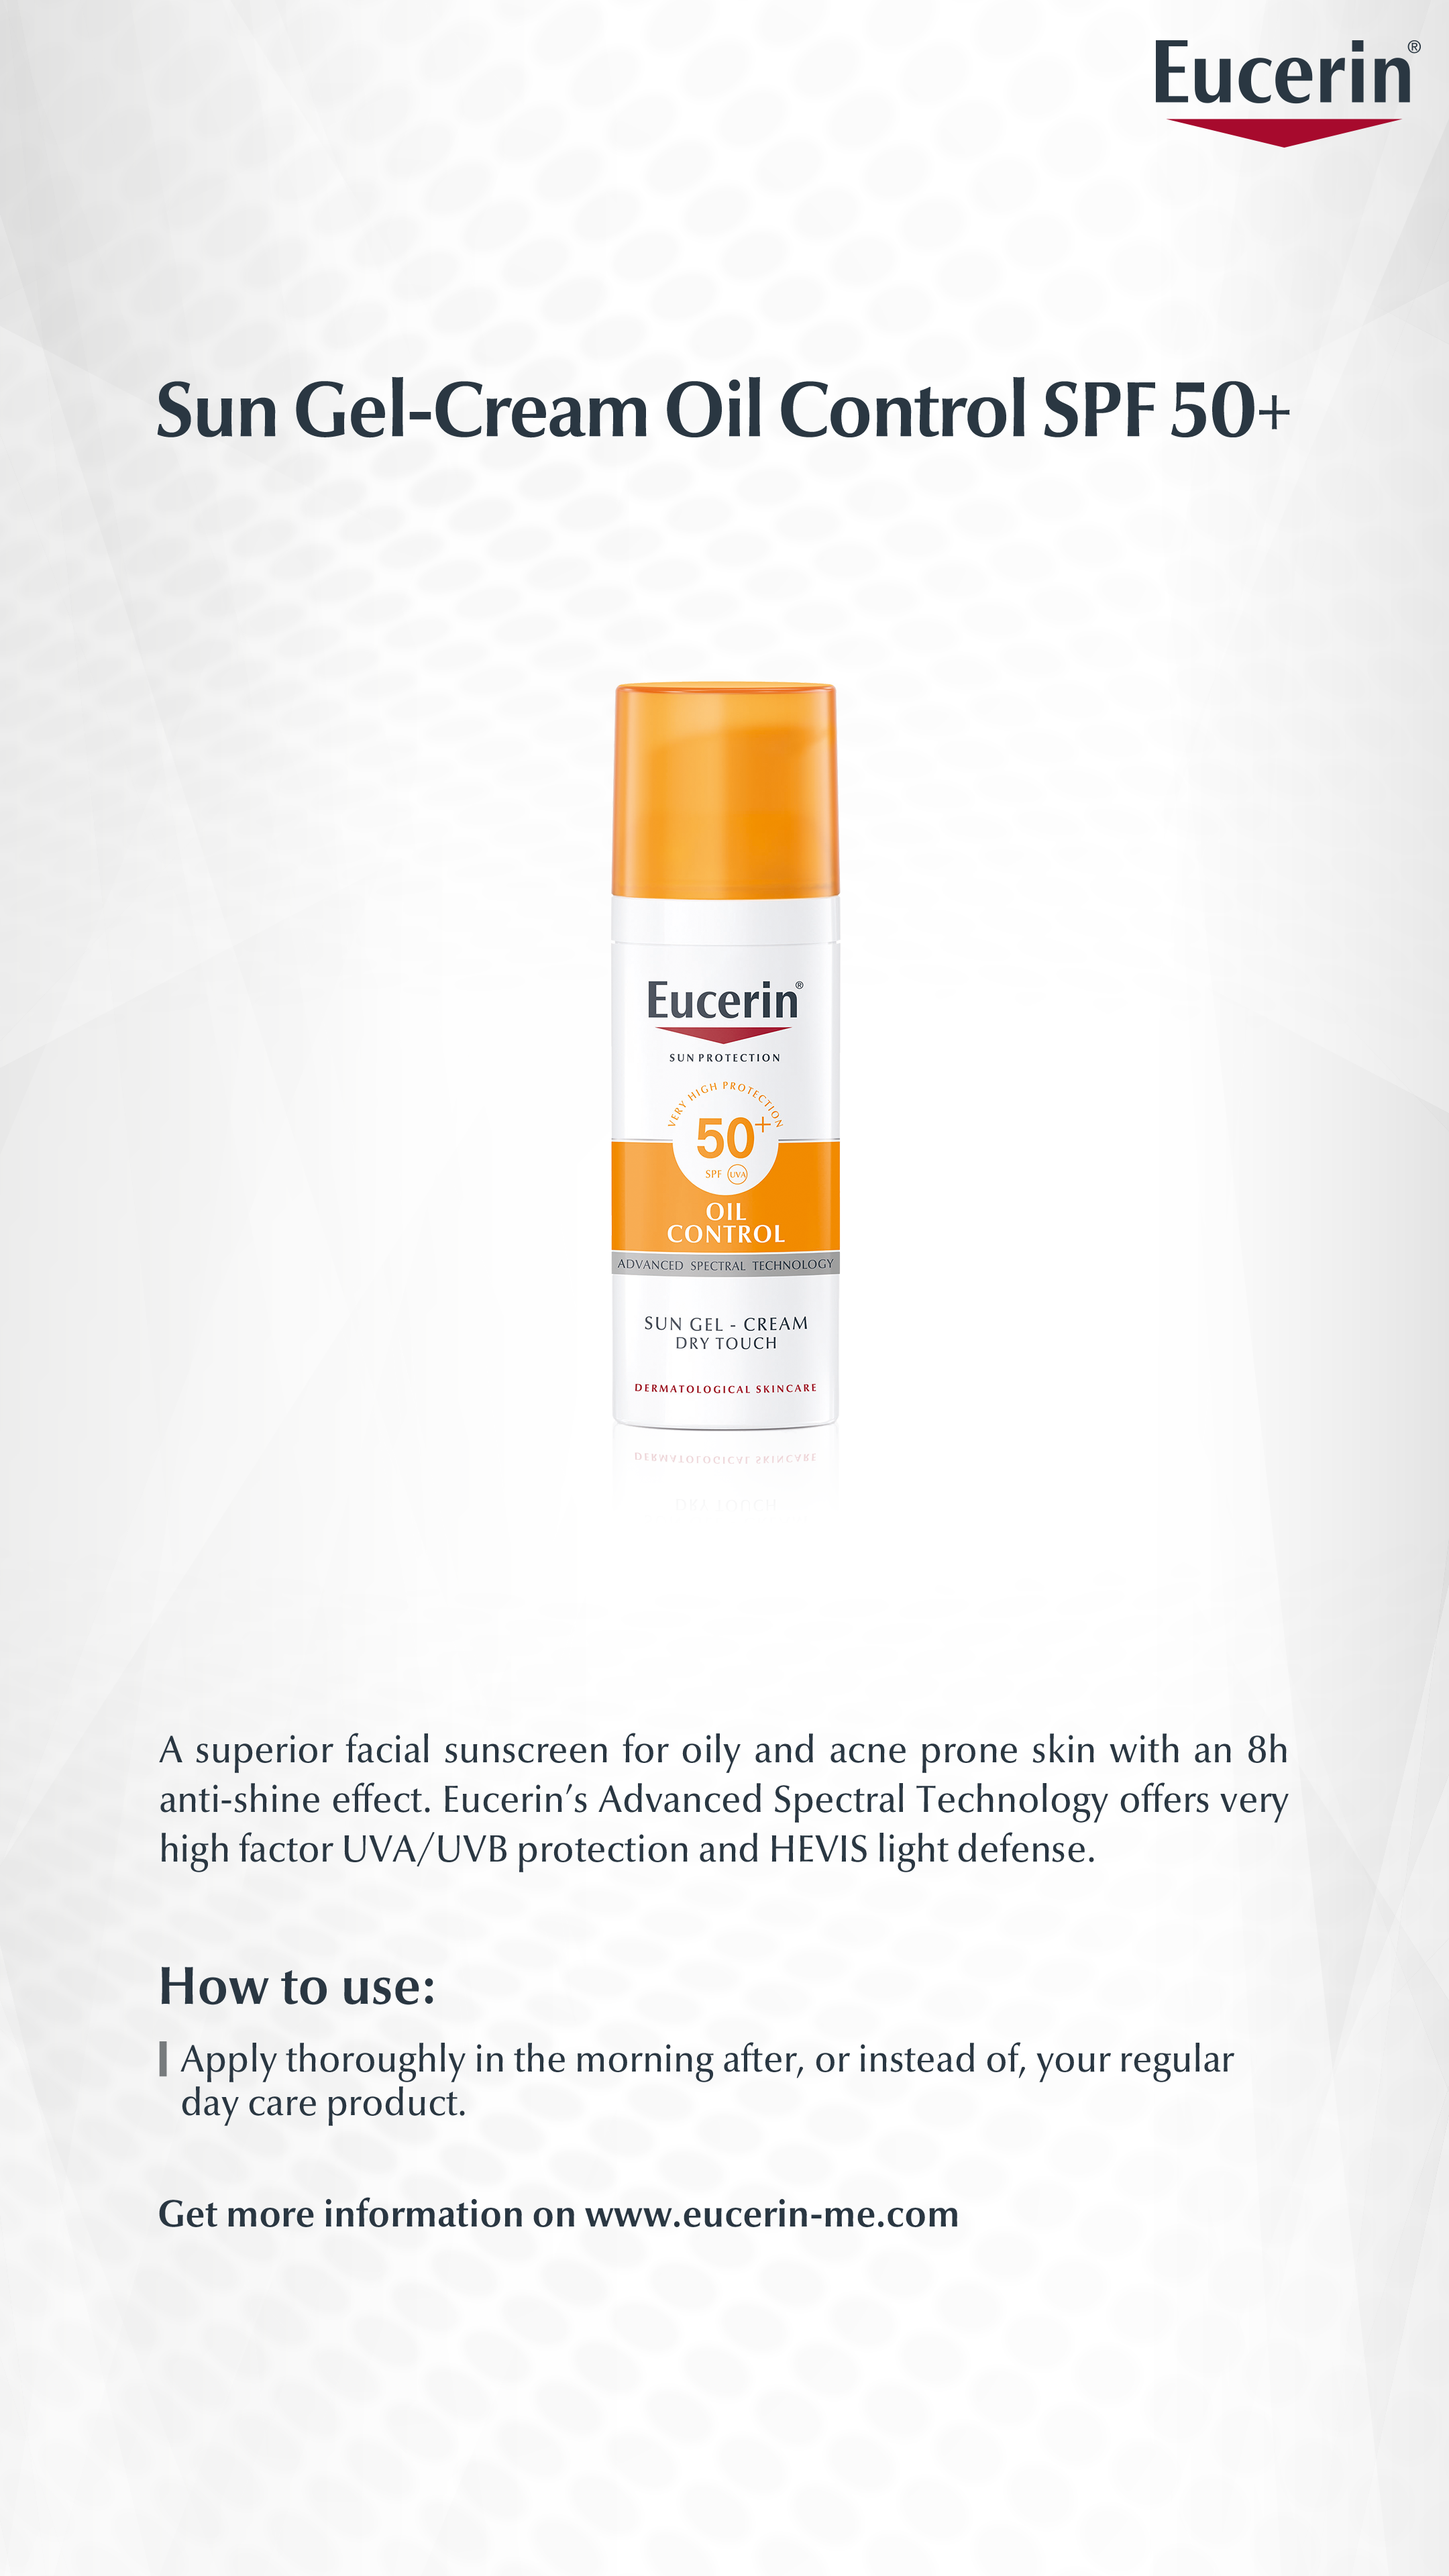 Eucerin®
Sun Gel-Cream Oil Control SPF 50+
Eucerin®
SUN PROTECTION
VERY HIGH PROTECTION
50+
SPF UVA
OIL
CONTROL
ADVANCED SPECTRAL TECHNOLOGY
SUN GEL - CREAM
DRY TOUCH
DERMATOLOGICAL SKINCARE
A superior facial sunscreen for oily and acne prone skin with an 8h
anti-shine effect. Eucerin’s Advanced Spectral Technology offers very
high factor UVA/UVB protection and HEVIS light defense.
How to use:
Apply thoroughly in the morning after, or instead of, your regular
day care product.
Get more information on www.eucerin-me.com